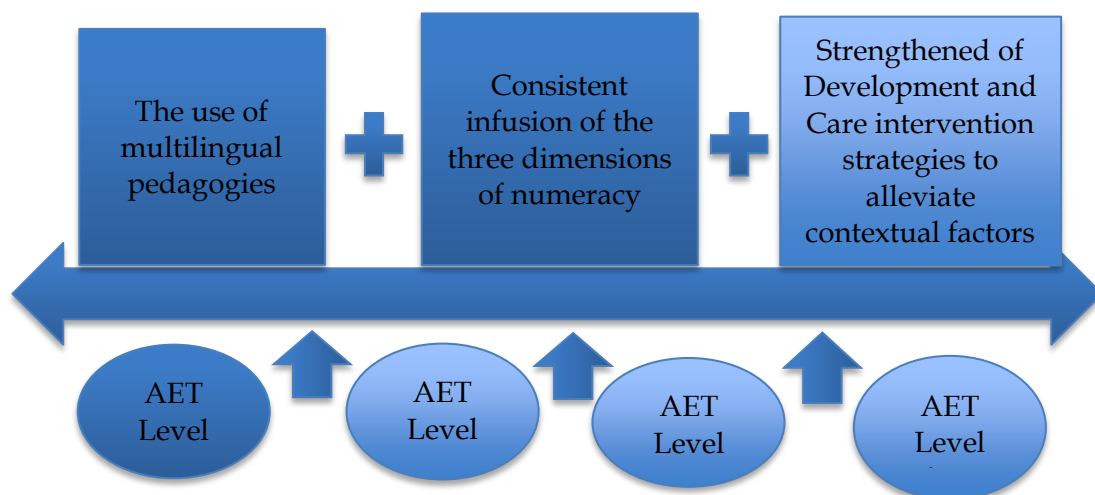 The use of
multilingual
pedagogies
Consistent
infusion of the
three dimensions
of numeracy
Strengthened of
Development and
Care intervention
strategies to
alleviate
contextual factors
AET
Level
AET
Level
AET
Level
AET
Level